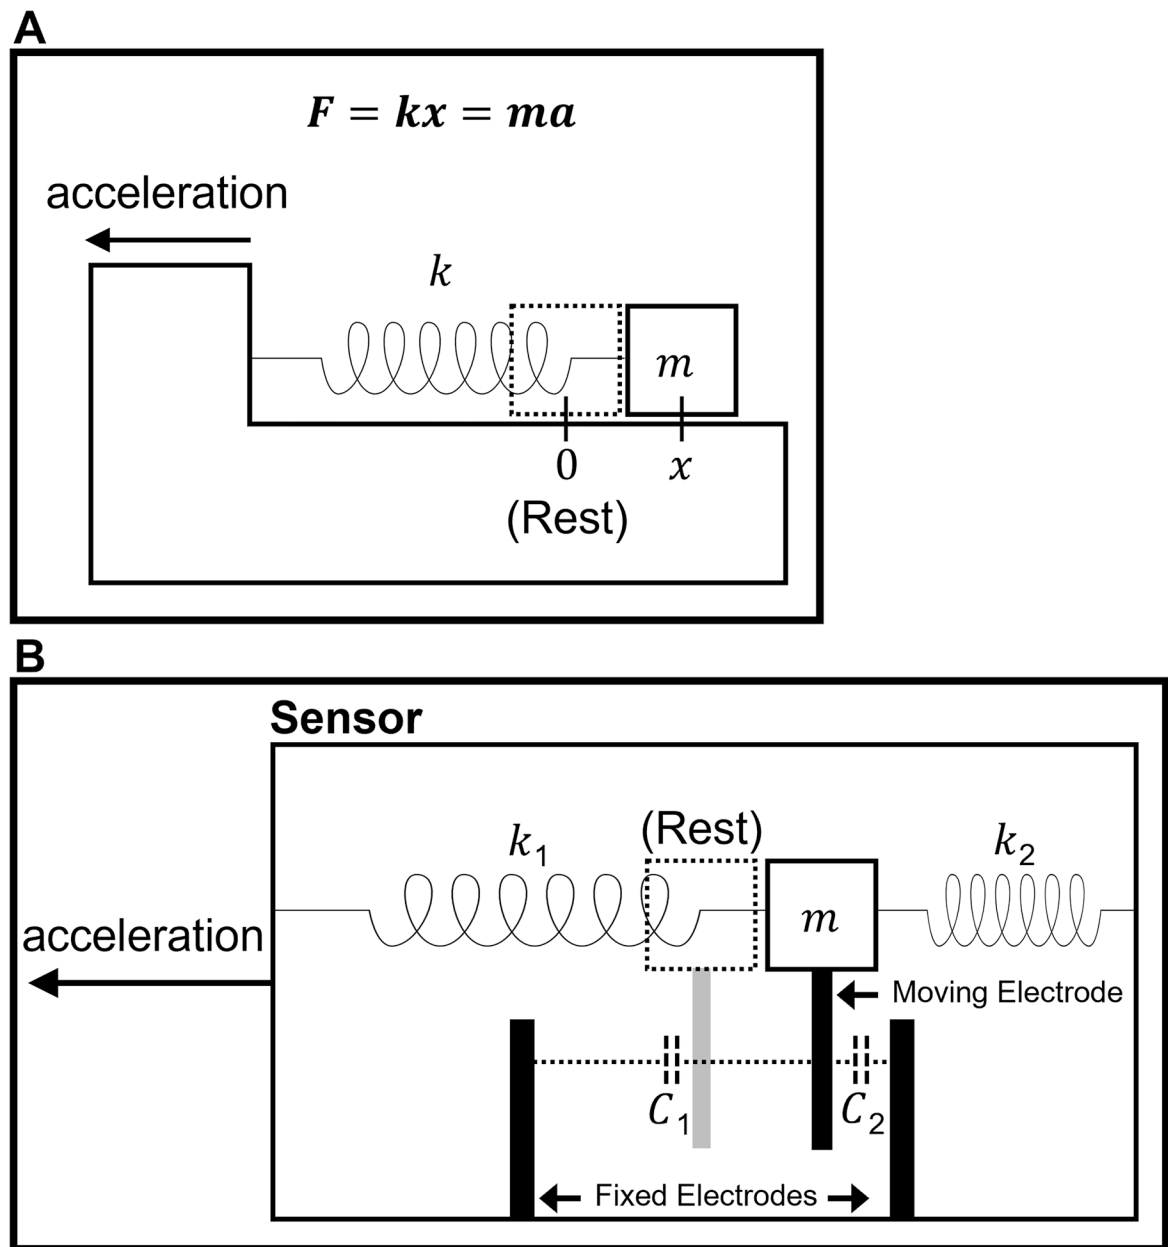 A
F = kx = ma
acceleration
k
m
0
x
(Rest)
B
Sensor
(Rest)
k₁
k₂
m
acceleration
Moving Electrode
C₁
C₂
Fixed Electrodes